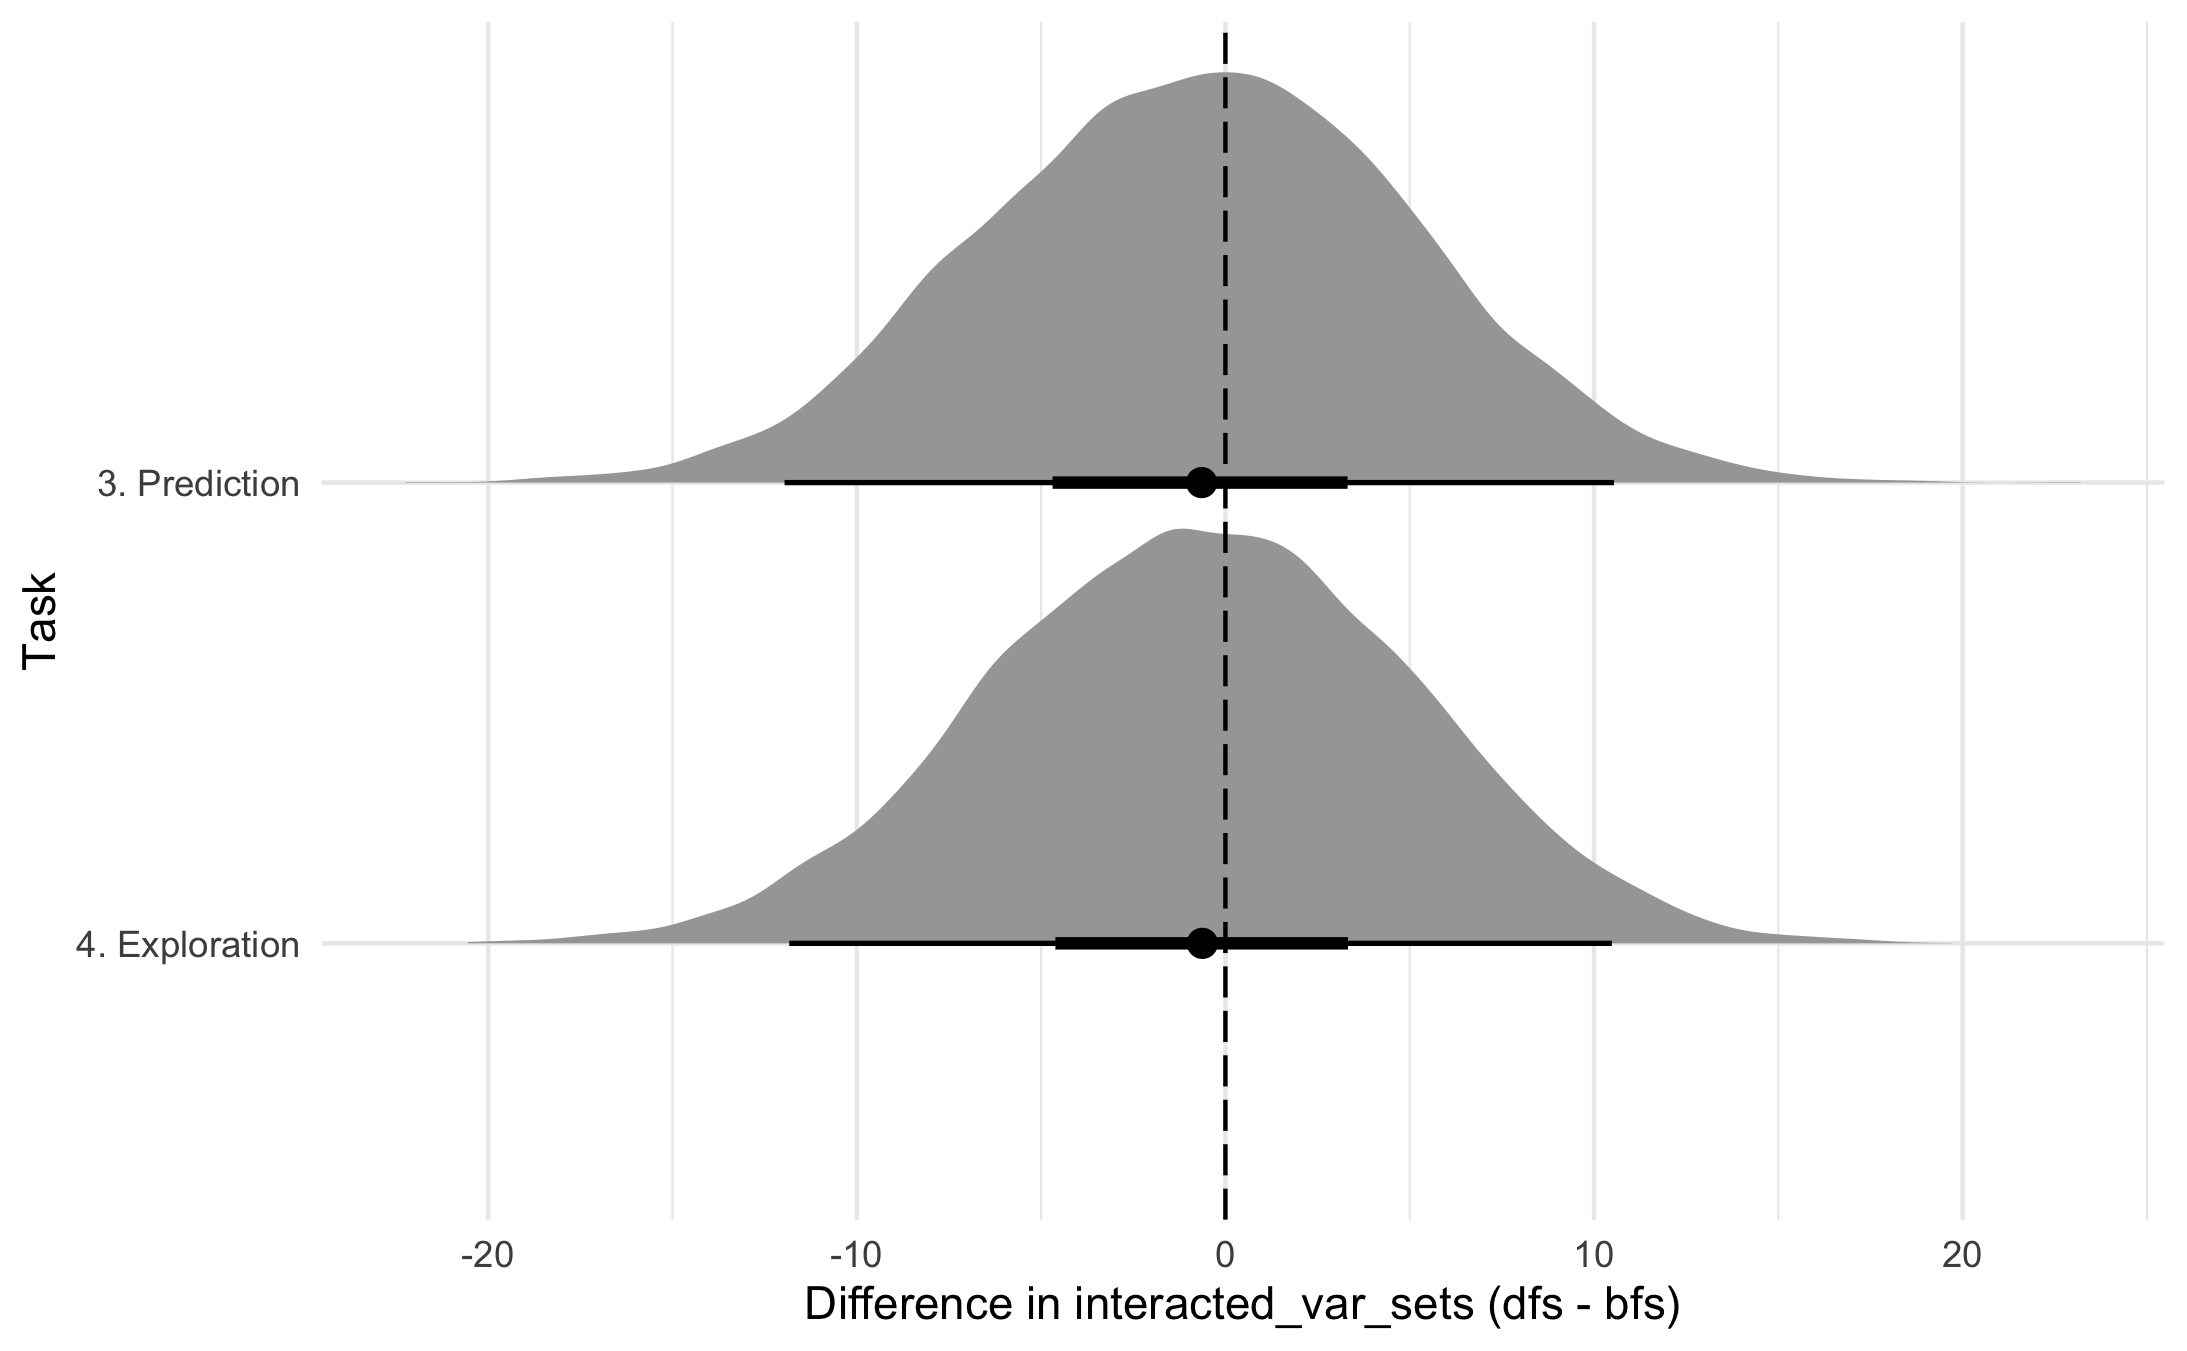 Task
3. Prediction
4. Exploration
-20 -10 0 10 20
Difference in interacted_var_sets (dfs - bfs)